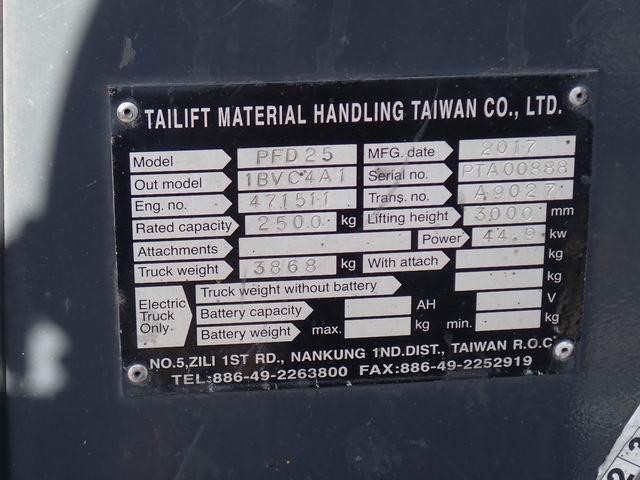 TAILIFT MATERIAL HANDLING TAIWAN CO., LTD.
Model PFD25 MFG. date 2017
Out model 1BVC4A1 Serial no. PTA00888
Eng. no. 471511 Trans. no. A9027
Rated capacity 2500 kg Lifting height 3000 mm
Attachments Power 44.9 kw
Truck weight 3868 kg With attach kg
Electric Truck Only. Truck weight without battery kg
Battery capacity AH V
Battery weight max. kg min. kg
NO.5,ZILI 1ST RD., NANKUNG 1ND.DIST., TAIWAN R.O.C
TEL:886-49-2263800 FAX:886-49-2252919
2 3